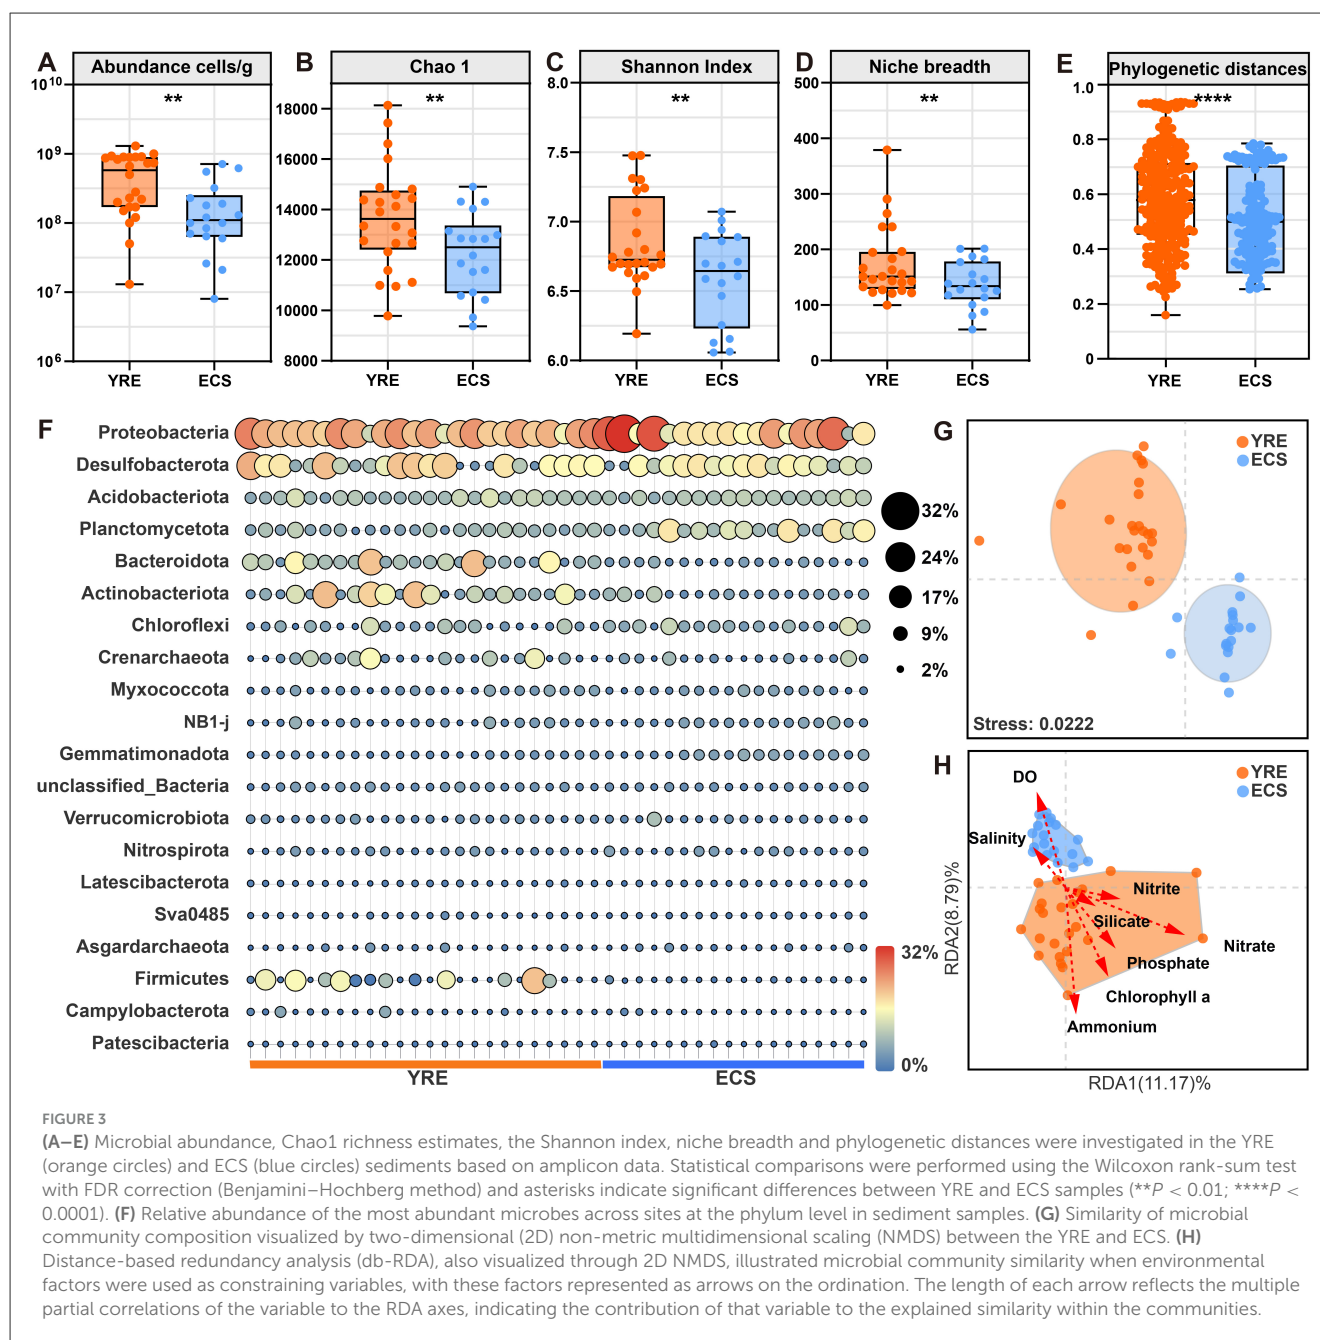 A
Abundance cells/g
**
10^10
10^9
10^8
10^7
10^6
YRE
ECS
B
Chao 1
**
18000
16000
14000
12000
10000
8000
YRE
ECS
C
Shannon Index
**
8.0
7.5
7.0
6.5
6.0
YRE
ECS
D
Niche breadth
**
500
400
300
200
100
0
YRE
ECS
E
Phylogenetic distances
****
1.0
0.8
0.6
0.4
0.2
0
YRE
ECS
F
Proteobacteria
Desulfobacterota
Acidobacteriota
Planctomycetota
Bacteroidota
Actinobacteriota
Chloroflexi
Crenarchaeota
Myxococcota
NB1-j
Gemmatimonadota
unclassified_Bacteria
Verrucomicrobiota
Nitrospirota
Latescibacterota
Sva0485
Asgardarchaeota
Firmicutes
Campylobacterota
Patescibacteria
YRE
ECS
32%
24%
17%
9%
2%
32%
0%
G
YRE
ECS
Stress: 0.0222
H
YRE
ECS
DO
Salinity
Nitrite
Silicate
Nitrate
Phosphate
Chlorophyll a
Ammonium
RDA2(8.79)%
RDA1(11.17)%
FIGURE 3
(A–E) Microbial abundance, Chao1 richness estimates, the Shannon index, niche breadth and phylogenetic distances were investigated in the YRE
(orange circles) and ECS (blue circles) sediments based on amplicon data. Statistical comparisons were performed using the Wilcoxon rank-sum test
with FDR correction (Benjamini–Hochberg method) and asterisks indicate significant differences between YRE and ECS samples (**P < 0.01; ****P <
0.0001). (F) Relative abundance of the most abundant microbes across sites at the phylum level in sediment samples. (G) Similarity of microbial
community composition visualized by two-dimensional (2D) non-metric multidimensional scaling (NMDS) between the YRE and ECS. (H)
Distance-based redundancy analysis (db-RDA), also visualized through 2D NMDS, illustrated microbial community similarity when environmental
factors were used as constraining variables, with these factors represented as arrows on the ordination. The length of each arrow reflects the multiple
partial correlations of the variable to the RDA axes, indicating the contribution of that variable to the explained similarity within the communities.